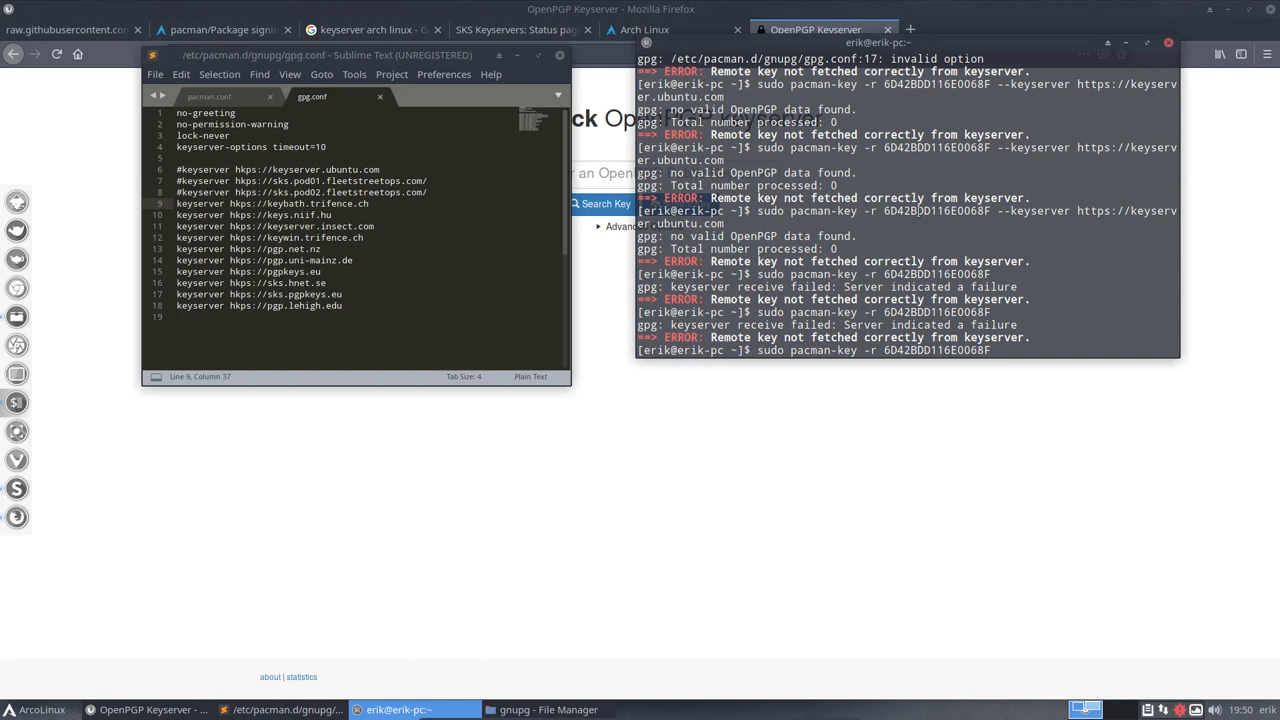 OpenPGP Keyserver - Mozilla Firefox
raw.githubusercontent.com
pacman/Package signin
keyserver arch linux - Go
SKS Keyservers: Status pag
Arch Linux
OpenPGP Keyserver
/etc/pacman.d/gnupg/gpg.conf - Sublime Text (UNREGISTERED)
File Edit Selection Find View Goto Tools Project Preferences Help
pacman.conf
gpg.conf
1 no-greeting
2 no-permission-warning
3 lock-never
4 keyserver-options timeout=10
5
6 #keyserver hkps://keyserver.ubuntu.com
7 #keyserver hkps://sks.pod01.fleetstreetops.com/
8 #keyserver hkps://sks.pod02.fleetstreetops.com/
9 keyserver hkps://keybath.trifence.ch
10 keyserver hkps://keys.niif.hu
11 keyserver hkps://keyserver.insect.com
12 keyserver hkps://keywin.trifence.ch
13 keyserver hkps://pgp.net.nz
14 keyserver hkps://pgp.uni-mainz.de
15 keyserver hkps://pgpkeys.eu
16 keyserver hkps://sks.hnet.se
17 keyserver hkps://sks.pgpkeys.eu
18 keyserver hkps://pgp.lehigh.edu
19
Line 9, Column 37
Tab Size: 4
Plain Text
ck Op
r an Open
Search Key
Advan
erik@erik-pc:~
gpg: /etc/pacman.d/gnupg/gpg.conf:17: invalid option
==> ERROR: Remote key not fetched correctly from keyserver.
[erik@erik-pc ~]$ sudo pacman-key -r 6D42BDD116E0068F --keyserver https://keyserv
er.ubuntu.com
gpg: no valid OpenPGP data found.
gpg: Total number processed: 0
==> ERROR: Remote key not fetched correctly from keyserver.
[erik@erik-pc ~]$ sudo pacman-key -r 6D42BDD116E0068F --keyserver https://keyserv
er.ubuntu.com
gpg: no valid OpenPGP data found.
gpg: Total number processed: 0
==> ERROR: Remote key not fetched correctly from keyserver.
[erik@erik-pc ~]$ sudo pacman-key -r 6D42BDD116E0068F --keyserver https://keyserv
er.ubuntu.com
gpg: no valid OpenPGP data found.
gpg: Total number processed: 0
==> ERROR: Remote key not fetched correctly from keyserver.
[erik@erik-pc ~]$ sudo pacman-key -r 6D42BDD116E0068F
gpg: keyserver receive failed: Server indicated a failure
==> ERROR: Remote key not fetched correctly from keyserver.
[erik@erik-pc ~]$ sudo pacman-key -r 6D42BDD116E0068F
gpg: keyserver receive failed: Server indicated a failure
==> ERROR: Remote key not fetched correctly from keyserver.
[erik@erik-pc ~]$ sudo pacman-key -r 6D42BDD116E0068F
about | statistics
ArcoLinux
OpenPGP Keyserver - ...
/etc/pacman.d/gnupg/...
erik@erik-pc:~
gnupg - File Manager
19:50 erik